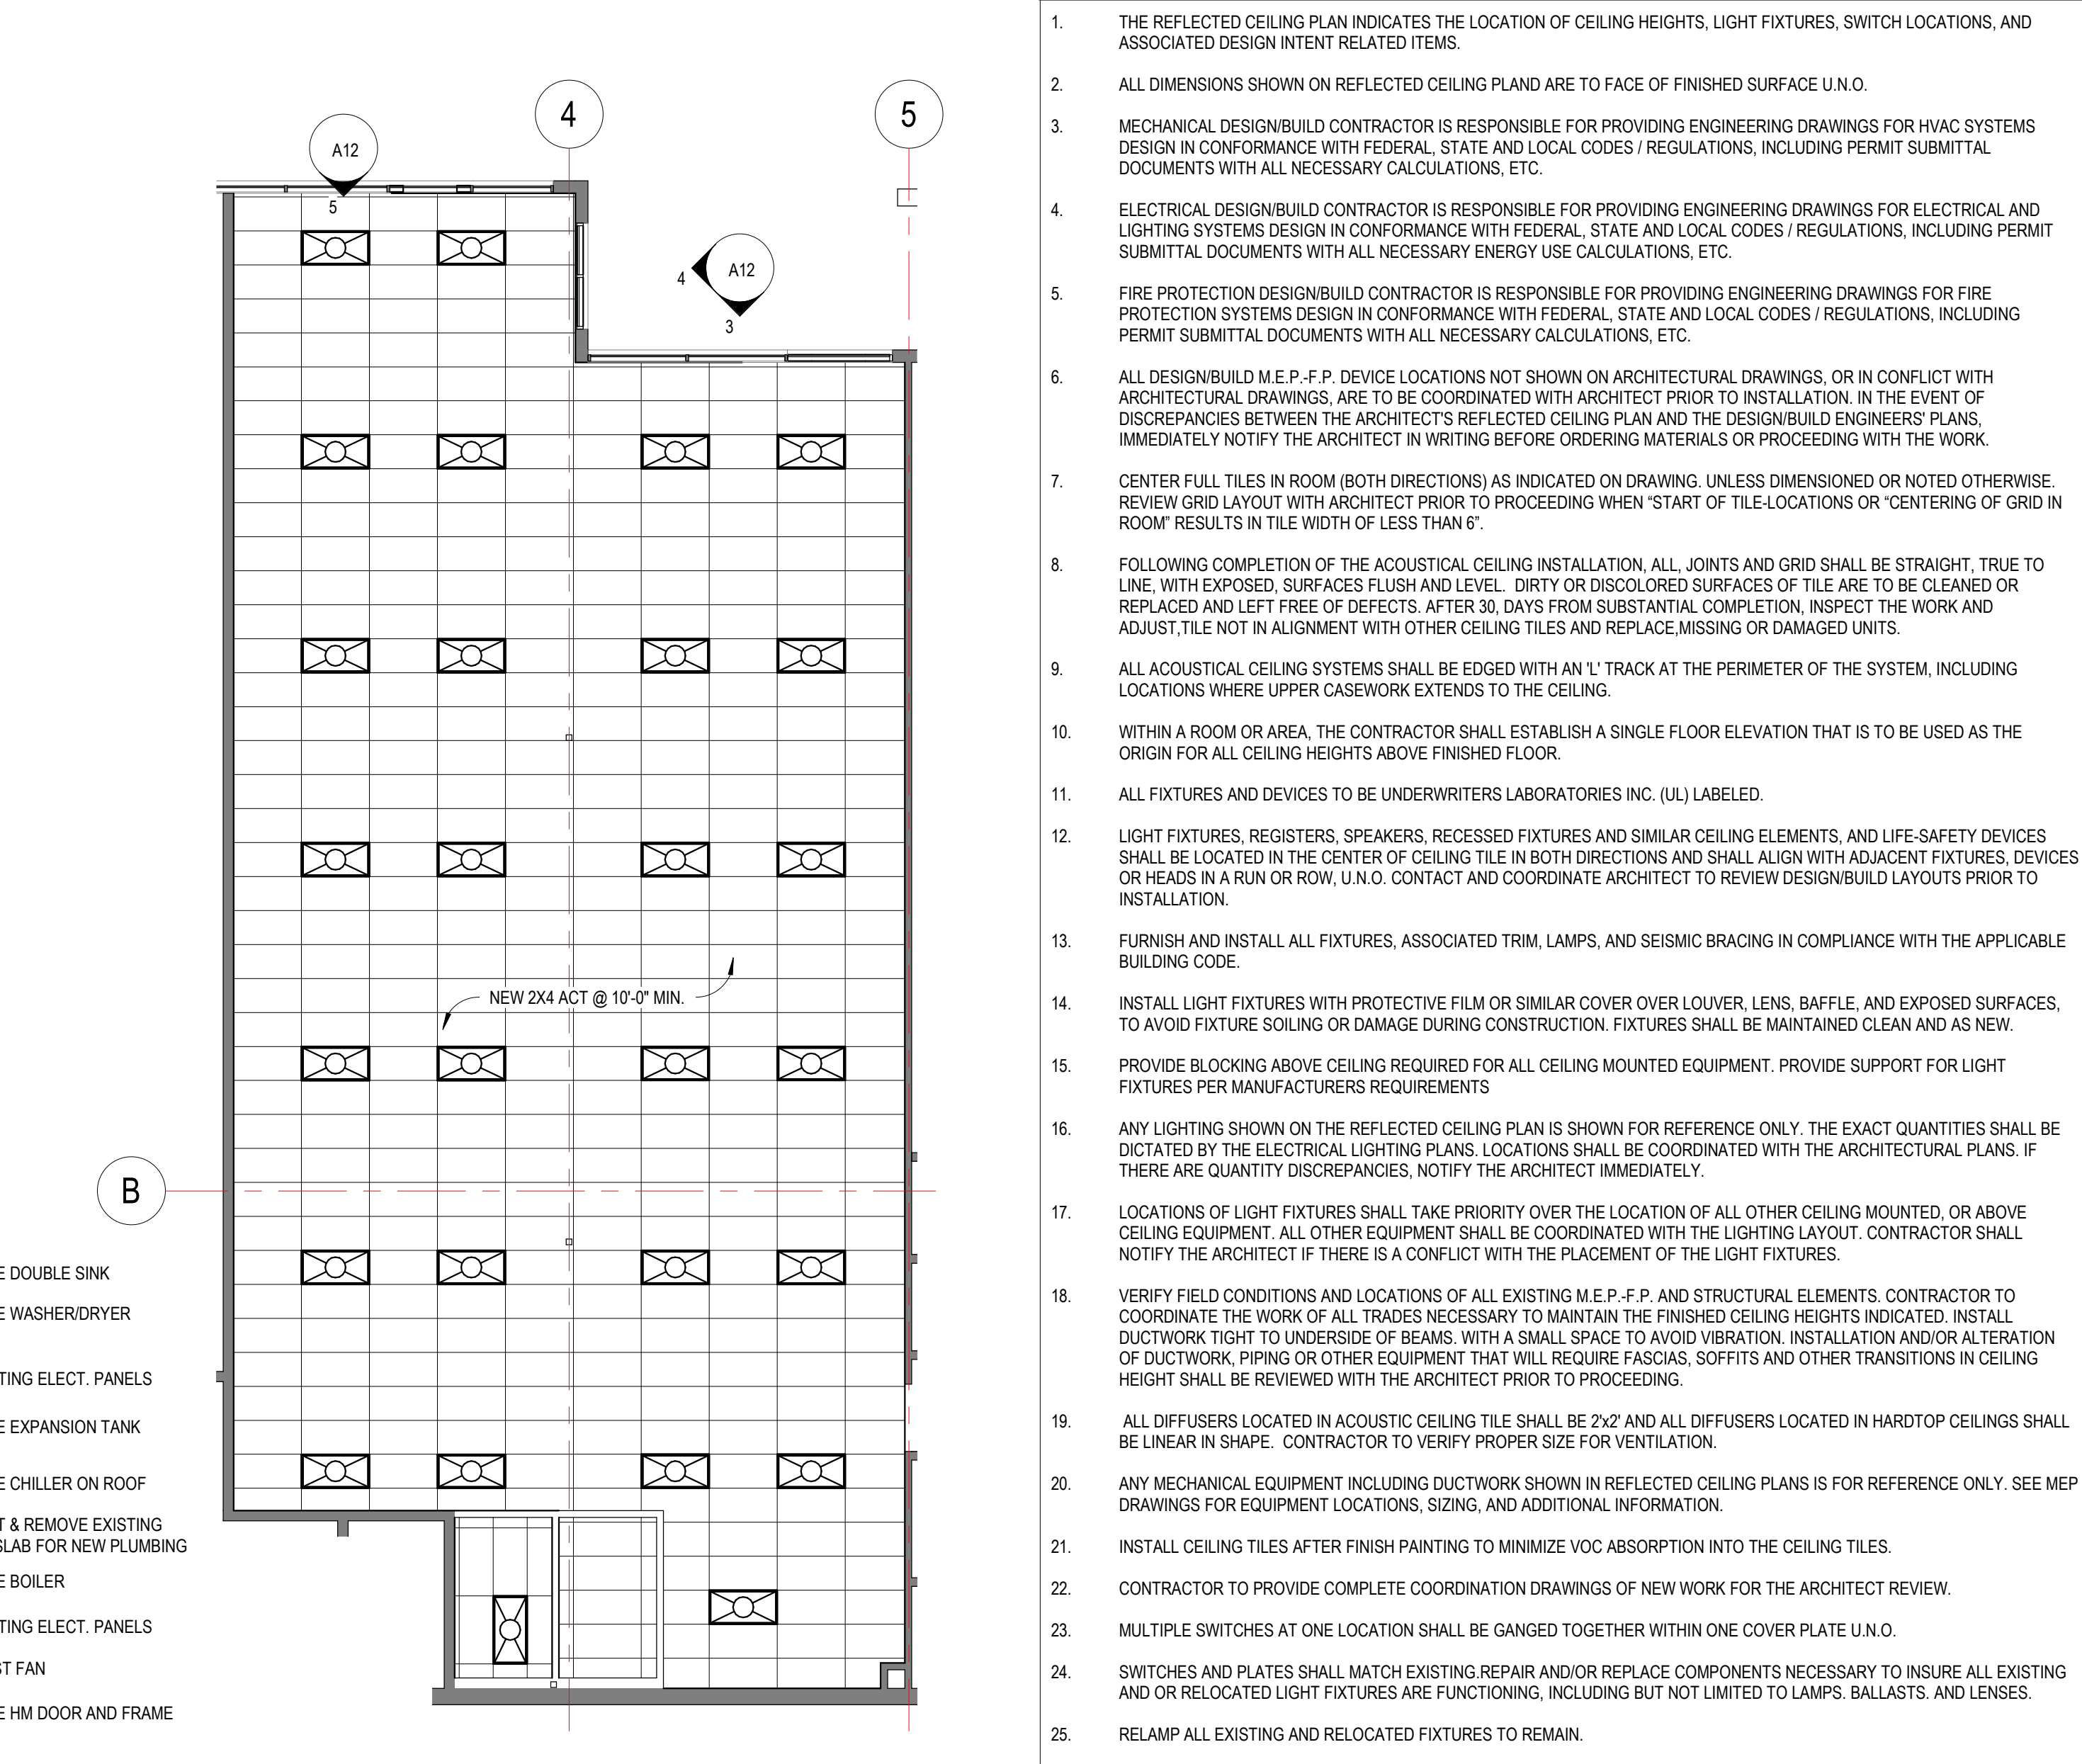 4
5
A12
5
A12
4
3
NEW 2X4 ACT @ 10'-0" MIN.
B
E DOUBLE SINK
E WASHER/DRYER
TING ELECT. PANELS
E EXPANSION TANK
E CHILLER ON ROOF
T & REMOVE EXISTING
SLAB FOR NEW PLUMBING
E BOILER
TING ELECT. PANELS
ST FAN
E HM DOOR AND FRAME
1. THE REFLECTED CEILING PLAN INDICATES THE LOCATION OF CEILING HEIGHTS, LIGHT FIXTURES, SWITCH LOCATIONS, AND
ASSOCIATED DESIGN INTENT RELATED ITEMS.
2. ALL DIMENSIONS SHOWN ON REFLECTED CEILING PLAND ARE TO FACE OF FINISHED SURFACE U.N.O.
3. MECHANICAL DESIGN/BUILD CONTRACTOR IS RESPONSIBLE FOR PROVIDING ENGINEERING DRAWINGS FOR HVAC SYSTEMS
DESIGN IN CONFORMANCE WITH FEDERAL, STATE AND LOCAL CODES / REGULATIONS, INCLUDING PERMIT SUBMITTAL
DOCUMENTS WITH ALL NECESSARY CALCULATIONS, ETC.
4. ELECTRICAL DESIGN/BUILD CONTRACTOR IS RESPONSIBLE FOR PROVIDING ENGINEERING DRAWINGS FOR ELECTRICAL AND
LIGHTING SYSTEMS DESIGN IN CONFORMANCE WITH FEDERAL, STATE AND LOCAL CODES / REGULATIONS, INCLUDING PERMIT
SUBMITTAL DOCUMENTS WITH ALL NECESSARY ENERGY USE CALCULATIONS, ETC.
5. FIRE PROTECTION DESIGN/BUILD CONTRACTOR IS RESPONSIBLE FOR PROVIDING ENGINEERING DRAWINGS FOR FIRE
PROTECTION SYSTEMS DESIGN IN CONFORMANCE WITH FEDERAL, STATE AND LOCAL CODES / REGULATIONS, INCLUDING
PERMIT SUBMITTAL DOCUMENTS WITH ALL NECESSARY CALCULATIONS, ETC.
6. ALL DESIGN/BUILD M.E.P.-F.P. DEVICE LOCATIONS NOT SHOWN ON ARCHITECTURAL DRAWINGS, OR IN CONFLICT WITH
ARCHITECTURAL DRAWINGS, ARE TO BE COORDINATED WITH ARCHITECT PRIOR TO INSTALLATION. IN THE EVENT OF
DISCREPANCIES BETWEEN THE ARCHITECT'S REFLECTED CEILING PLAN AND THE DESIGN/BUILD ENGINEERS' PLANS,
IMMEDIATELY NOTIFY THE ARCHITECT IN WRITING BEFORE ORDERING MATERIALS OR PROCEEDING WITH THE WORK.
7. CENTER FULL TILES IN ROOM (BOTH DIRECTIONS) AS INDICATED ON DRAWING. UNLESS DIMENSIONED OR NOTED OTHERWISE.
REVIEW GRID LAYOUT WITH ARCHITECT PRIOR TO PROCEEDING WHEN “START OF TILE-LOCATIONS OR “CENTERING OF GRID IN
ROOM” RESULTS IN TILE WIDTH OF LESS THAN 6”.
8. FOLLOWING COMPLETION OF THE ACOUSTICAL CEILING INSTALLATION, ALL, JOINTS AND GRID SHALL BE STRAIGHT, TRUE TO
LINE, WITH EXPOSED, SURFACES FLUSH AND LEVEL. DIRTY OR DISCOLORED SURFACES OF TILE ARE TO BE CLEANED OR
REPLACED AND LEFT FREE OF DEFECTS. AFTER 30, DAYS FROM SUBSTANTIAL COMPLETION, INSPECT THE WORK AND
ADJUST,TILE NOT IN ALIGNMENT WITH OTHER CEILING TILES AND REPLACE,MISSING OR DAMAGED UNITS.
9. ALL ACOUSTICAL CEILING SYSTEMS SHALL BE EDGED WITH AN 'L' TRACK AT THE PERIMETER OF THE SYSTEM, INCLUDING
LOCATIONS WHERE UPPER CASEWORK EXTENDS TO THE CEILING.
10. WITHIN A ROOM OR AREA, THE CONTRACTOR SHALL ESTABLISH A SINGLE FLOOR ELEVATION THAT IS TO BE USED AS THE
ORIGIN FOR ALL CEILING HEIGHTS ABOVE FINISHED FLOOR.
11. ALL FIXTURES AND DEVICES TO BE UNDERWRITERS LABORATORIES INC. (UL) LABELED.
12. LIGHT FIXTURES, REGISTERS, SPEAKERS, RECESSED FIXTURES AND SIMILAR CEILING ELEMENTS, AND LIFE-SAFETY DEVICES
SHALL BE LOCATED IN THE CENTER OF CEILING TILE IN BOTH DIRECTIONS AND SHALL ALIGN WITH ADJACENT FIXTURES, DEVICES
OR HEADS IN A RUN OR ROW, U.N.O. CONTACT AND COORDINATE ARCHITECT TO REVIEW DESIGN/BUILD LAYOUTS PRIOR TO
INSTALLATION.
13. FURNISH AND INSTALL ALL FIXTURES, ASSOCIATED TRIM, LAMPS, AND SEISMIC BRACING IN COMPLIANCE WITH THE APPLICABLE
BUILDING CODE.
14. INSTALL LIGHT FIXTURES WITH PROTECTIVE FILM OR SIMILAR COVER OVER LOUVER, LENS, BAFFLE, AND EXPOSED SURFACES,
TO AVOID FIXTURE SOILING OR DAMAGE DURING CONSTRUCTION. FIXTURES SHALL BE MAINTAINED CLEAN AND AS NEW.
15. PROVIDE BLOCKING ABOVE CEILING REQUIRED FOR ALL CEILING MOUNTED EQUIPMENT. PROVIDE SUPPORT FOR LIGHT
FIXTURES PER MANUFACTURERS REQUIREMENTS
16. ANY LIGHTING SHOWN ON THE REFLECTED CEILING PLAN IS SHOWN FOR REFERENCE ONLY. THE EXACT QUANTITIES SHALL BE
DICTATED BY THE ELECTRICAL LIGHTING PLANS. LOCATIONS SHALL BE COORDINATED WITH THE ARCHITECTURAL PLANS. IF
THERE ARE QUANTITY DISCREPANCIES, NOTIFY THE ARCHITECT IMMEDIATELY.
17. LOCATIONS OF LIGHT FIXTURES SHALL TAKE PRIORITY OVER THE LOCATION OF ALL OTHER CEILING MOUNTED, OR ABOVE
CEILING EQUIPMENT. ALL OTHER EQUIPMENT SHALL BE COORDINATED WITH THE LIGHTING LAYOUT. CONTRACTOR SHALL
NOTIFY THE ARCHITECT IF THERE IS A CONFLICT WITH THE PLACEMENT OF THE LIGHT FIXTURES.
18. VERIFY FIELD CONDITIONS AND LOCATIONS OF ALL EXISTING M.E.P.-F.P. AND STRUCTURAL ELEMENTS. CONTRACTOR TO
COORDINATE THE WORK OF ALL TRADES NECESSARY TO MAINTAIN THE FINISHED CEILING HEIGHTS INDICATED. INSTALL
DUCTWORK TIGHT TO UNDERSIDE OF BEAMS. WITH A SMALL SPACE TO AVOID VIBRATION. INSTALLATION AND/OR ALTERATION
OF DUCTWORK, PIPING OR OTHER EQUIPMENT THAT WILL REQUIRE FASCIAS, SOFFITS AND OTHER TRANSITIONS IN CEILING
HEIGHT SHALL BE REVIEWED WITH THE ARCHITECT PRIOR TO PROCEEDING.
19. ALL DIFFUSERS LOCATED IN ACOUSTIC CEILING TILE SHALL BE 2'x2' AND ALL DIFFUSERS LOCATED IN HARDTOP CEILINGS SHALL
BE LINEAR IN SHAPE. CONTRACTOR TO VERIFY PROPER SIZE FOR VENTILATION.
20. ANY MECHANICAL EQUIPMENT INCLUDING DUCTWORK SHOWN IN REFLECTED CEILING PLANS IS FOR REFERENCE ONLY. SEE MEP
DRAWINGS FOR EQUIPMENT LOCATIONS, SIZING, AND ADDITIONAL INFORMATION.
21. INSTALL CEILING TILES AFTER FINISH PAINTING TO MINIMIZE VOC ABSORPTION INTO THE CEILING TILES.
22. CONTRACTOR TO PROVIDE COMPLETE COORDINATION DRAWINGS OF NEW WORK FOR THE ARCHITECT REVIEW.
23. MULTIPLE SWITCHES AT ONE LOCATION SHALL BE GANGED TOGETHER WITHIN ONE COVER PLATE U.N.O.
24. SWITCHES AND PLATES SHALL MATCH EXISTING.REPAIR AND/OR REPLACE COMPONENTS NECESSARY TO INSURE ALL EXISTING
AND OR RELOCATED LIGHT FIXTURES ARE FUNCTIONING, INCLUDING BUT NOT LIMITED TO LAMPS. BALLASTS. AND LENSES.
25. RELAMP ALL EXISTING AND RELOCATED FIXTURES TO REMAIN.